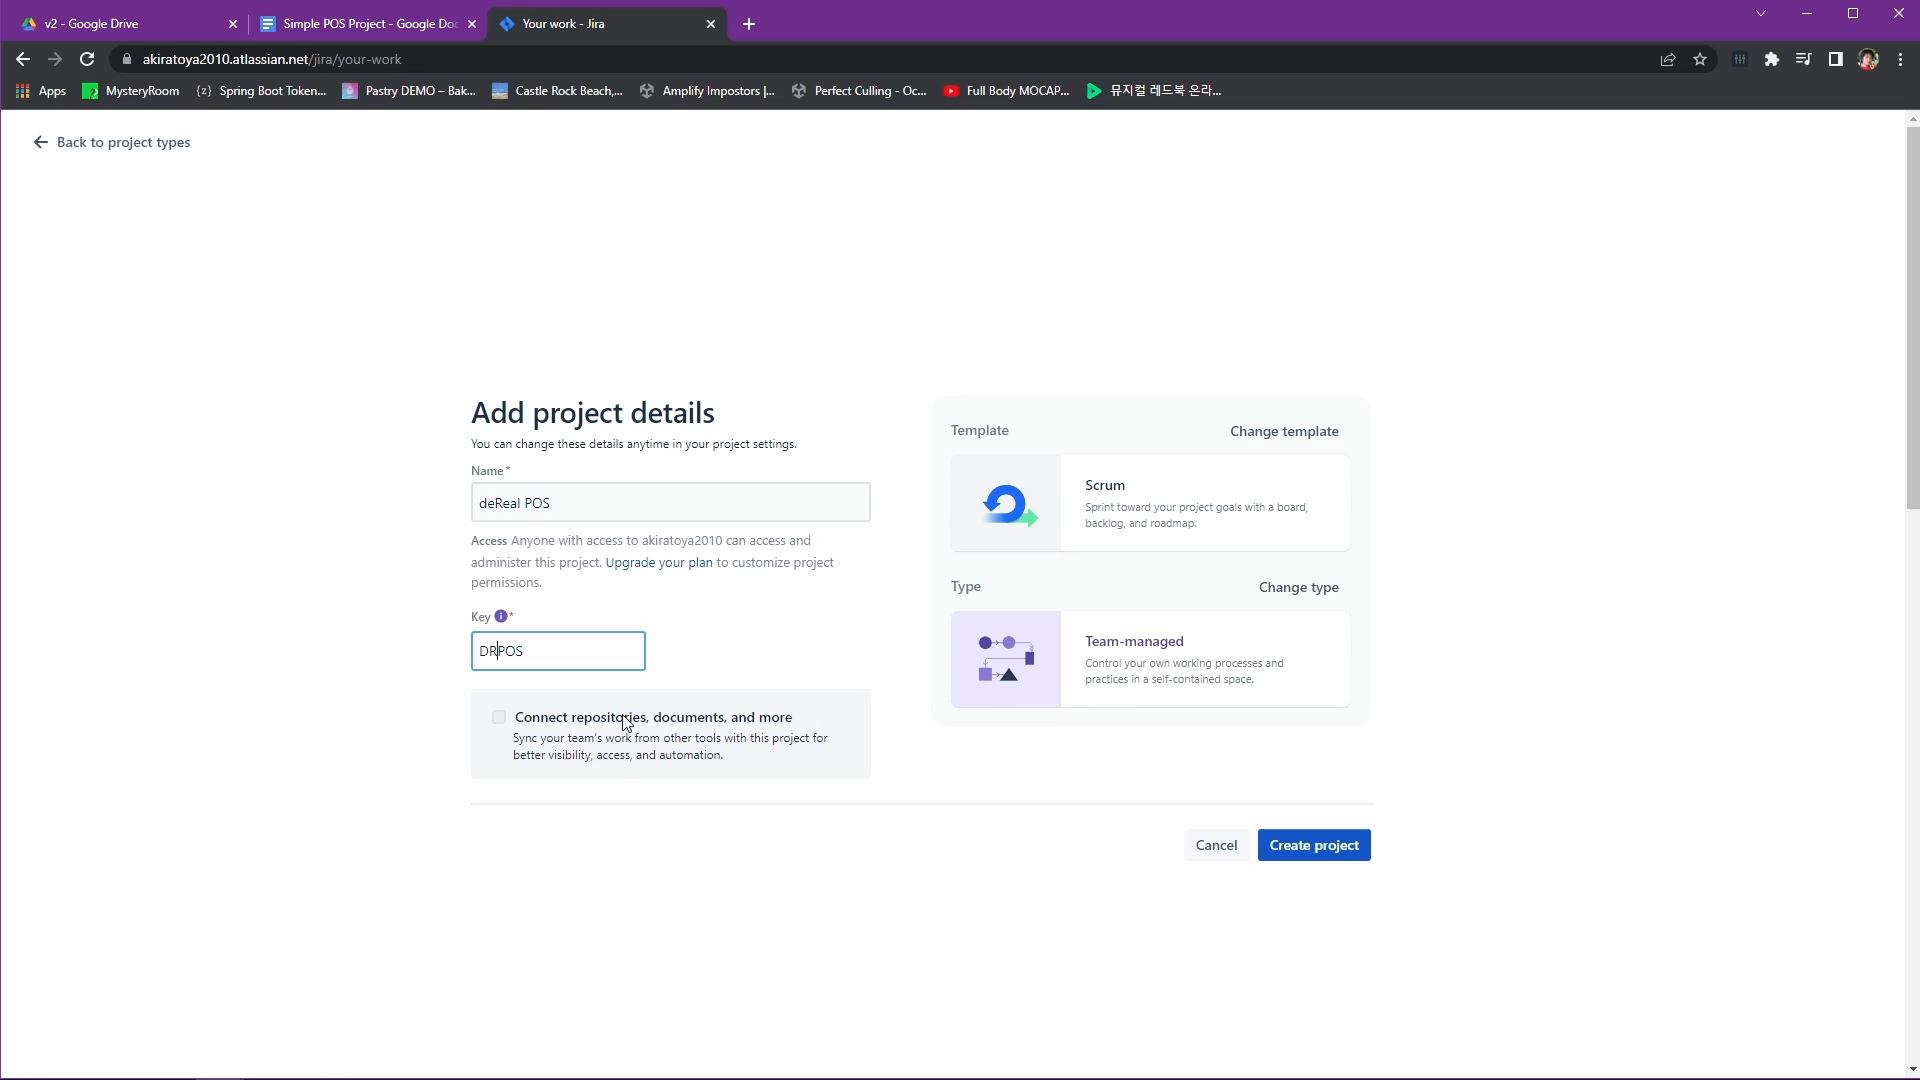 v2 - Google Drive
Simple POS Project - Google Doc
Your work - Jira
akiratoya2010.atlassian.net/jira/your-work
Apps
MysteryRoom
Spring Boot Token...
Pastry DEMO – Bak...
Castle Rock Beach,...
Amplify Impostors |...
Perfect Culling - Oc...
Full Body MOCAP...
뮤지컬 레드북 온라...
Back to project types
Add project details
You can change these details anytime in your project settings.
Name*
deReal POS
Access Anyone with access to akiratoya2010 can access and
administer this project. Upgrade your plan to customize project
permissions.
Key *
DRPOS
Connect repositories, documents, and more
Sync your team's work from other tools with this project for
better visibility, access, and automation.
Template
Change template
Scrum
Sprint toward your project goals with a board,
backlog, and roadmap.
Type
Change type
Team-managed
Control your own working processes and
practices in a self-contained space.
Cancel
Create project